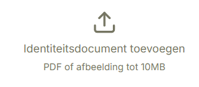 Identiteitsdocument toevoegen
PDF of afbeelding tot 10MB